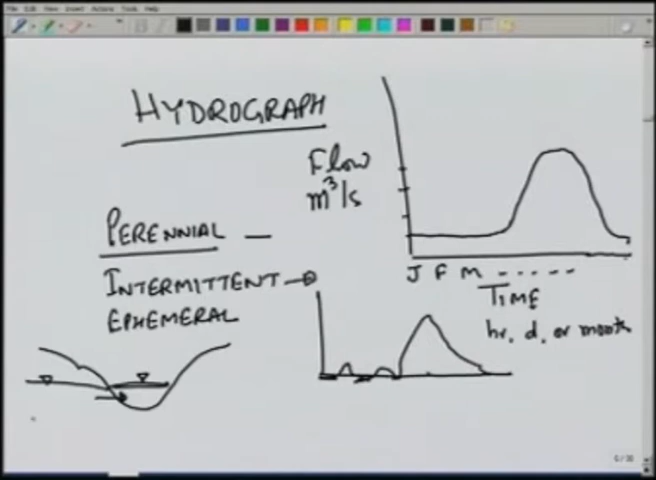 HYDROGRAPH
Flow
m³/s
PERENNIAL —
INTERMITTENT
EPHEMERAL
J F M - - - - -
TIME
hr, d, or month